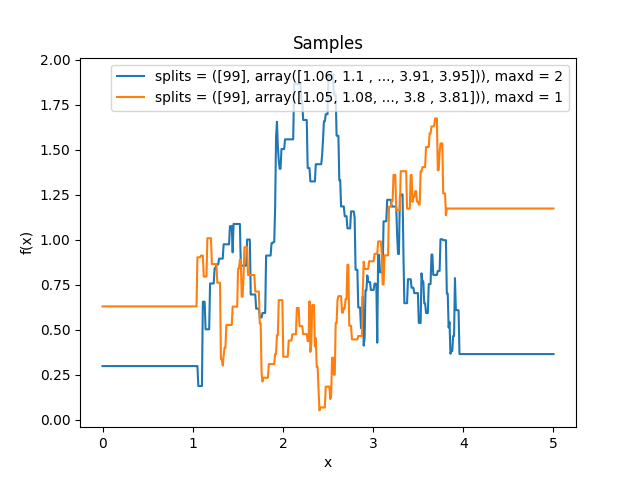 Samples
splits = ([99], array([1.06, 1.1 , ..., 3.91, 3.95])), maxd = 2
splits = ([99], array([1.05, 1.08, ..., 3.8 , 3.81])), maxd = 1
2.00
1.75
1.50
1.25
1.00
0.75
0.50
0.25
0.00
f(x)
0 1 2 3 4 5
x